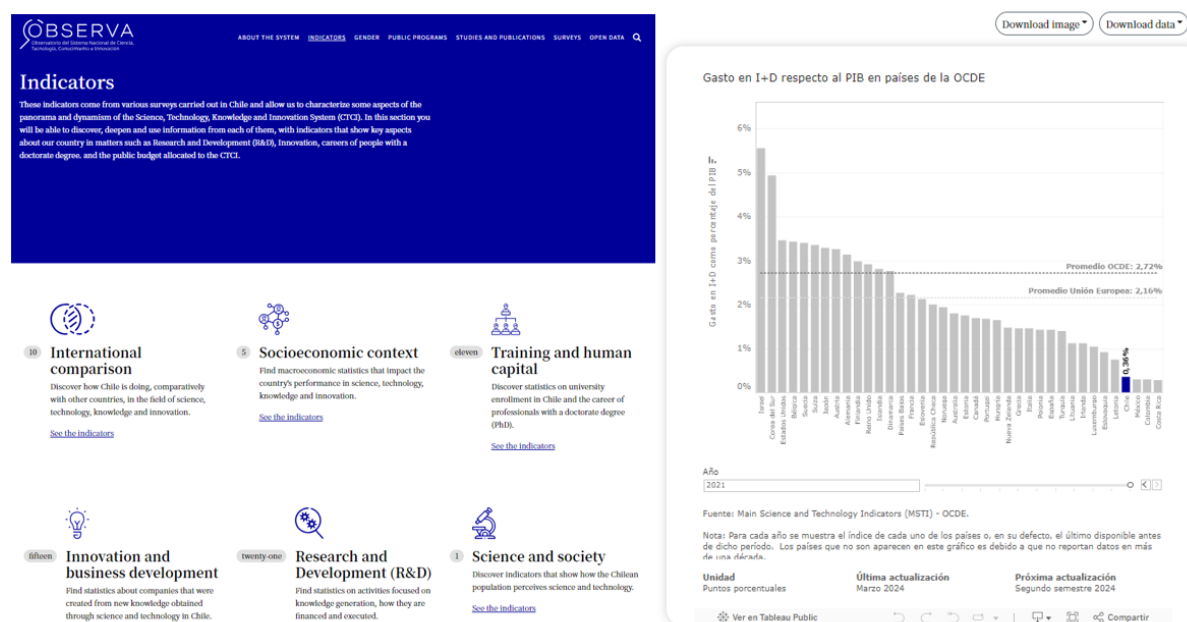 OBSERVA
Observatorio del Sistema Nacional de Ciencia,
Tecnología, Conocimiento e Innovación
ABOUT THE SYSTEM INDICATORS GENDER PUBLIC PROGRAMS STUDIES AND PUBLICATIONS SURVEYS OPEN DATA
Indicators
These indicators come from various surveys carried out in Chile and allow us to characterize some aspects of the
panorama and dynamism of the Science, Technology, Knowledge and Innovation System (CTCI). In this section you
will be able to discover, deepen and use information from each of them, with indicators that show key aspects
about our country in matters such as Research and Development (R&D), Innovation, careers of people with a
doctorate degree. and the public budget allocated to the CTCI.
10 International
comparison
Discover how Chile is doing, comparatively
with other countries, in the field of science,
technology, knowledge and innovation.
See the indicators
5 Socioeconomic context
Find macroeconomic statistics that impact the
country's performance in science, technology,
knowledge and innovation.
See the indicators
eleven Training and human
capital
Discover statistics on university
enrollment in Chile and the career of
professionals with a doctorate degree
(PhD).
See the indicators
fifteen Innovation and
business development
Find statistics about companies that were
created from new knowledge obtained
through science and technology in Chile.
twenty-one Research and
Development (R&D)
Find statistics on activities focused on
knowledge generation, how they are
financed and executed.
1 Science and society
Discover indicators that show how the Chilean
population perceives science and technology.
See the indicators
Download image Download data
Gasto en I+D respecto al PIB en países de la OCDE
Gasto en I+D como porcentaje del PIB
6%
5%
4%
3%
2%
1%
0%
Promedio OCDE: 2,72%
Promedio Unión Europea: 2,16%
0,36%
Israel
Corea del Sur
Estados Unidos
Bélgica
Suecia
Suiza
Japón
Austria
Alemania
Finlandia
Reino Unido
Islandia
Dinamarca
Países Bajos
Francia
Eslovenia
República Checa
Noruega
Australia
Estonia
Canadá
Portugal
Hungría
Nueva Zelanda
Grecia
Italia
Polonia
España
Turquía
Lituania
Irlanda
Luxemburgo
Eslovaquia
Letonia
Chile
México
Colombia
Costa Rica
Año
2021
Fuente: Main Science and Technology Indicators (MSTI) - OCDE.
Nota: Para cada año se muestra el índice de cada uno de los países o, en su defecto, el último disponible antes
de dicho período. Los países que no son aparecen en este gráfico es debido a que no reportan datos en más
de una década.
Unidad
Puntos porcentuales
Última actualización
Marzo 2024
Próxima actualización
Segundo semestre 2024
Ver en Tableau Public
Compartir